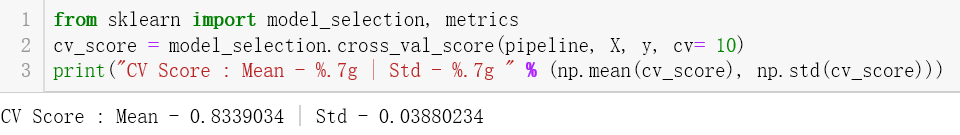 1 from sklearn import model_selection, metrics
2 cv_score = model_selection.cross_val_score(pipeline, X, y, cv= 10)
3 print("CV Score : Mean - %.7g | Std - %.7g " % (np.mean(cv_score), np.std(cv_score)))
CV Score : Mean - 0.8339034 | Std - 0.03880234